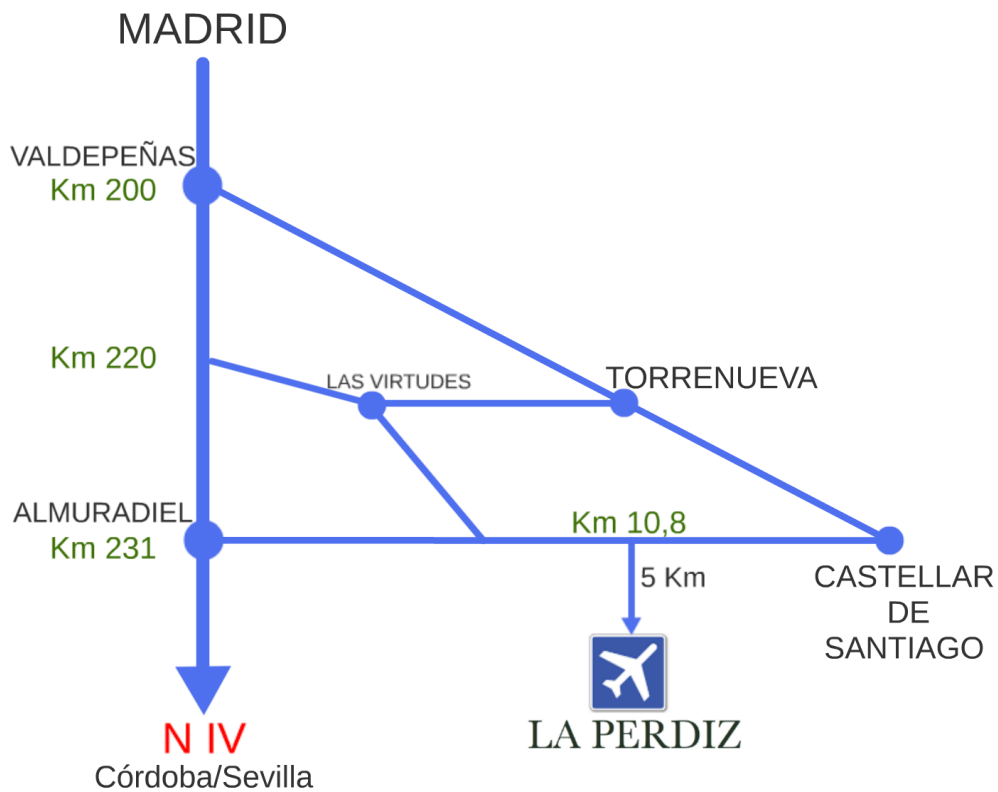 MADRID
VALDEPEÑAS
Km 200
Km 220
LAS VIRTUDES
TORRENUEVA
ALMURADIEL
Km 231
Km 10,8
5 Km
CASTELLAR
DE
SANTIAGO
LA PERDIZ
N IV
Córdoba/Sevilla